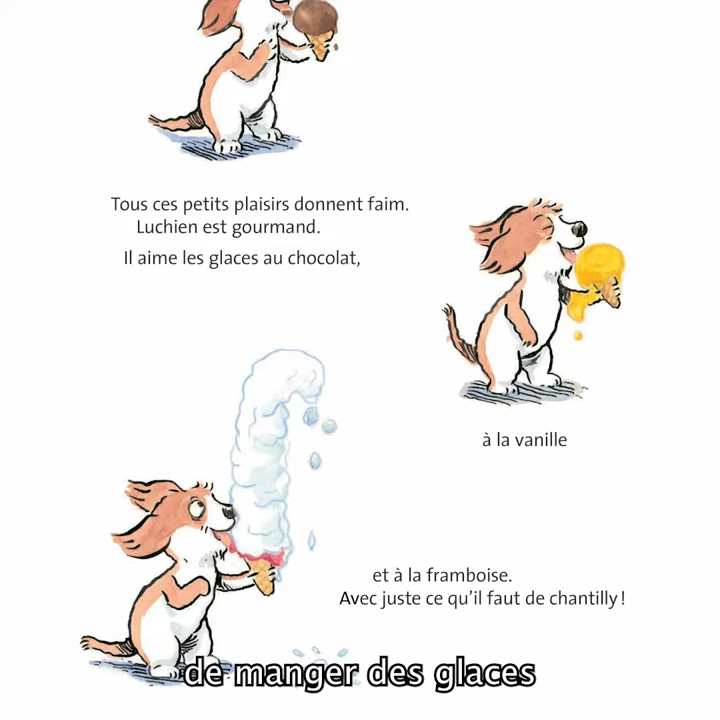 Tous ces petits plaisirs donnent faim.
Luchien est gourmand.
Il aime les glaces au chocolat,
à la vanille
et à la framboise.
Avec juste ce qu'il faut de chantilly !
de manger des glaces